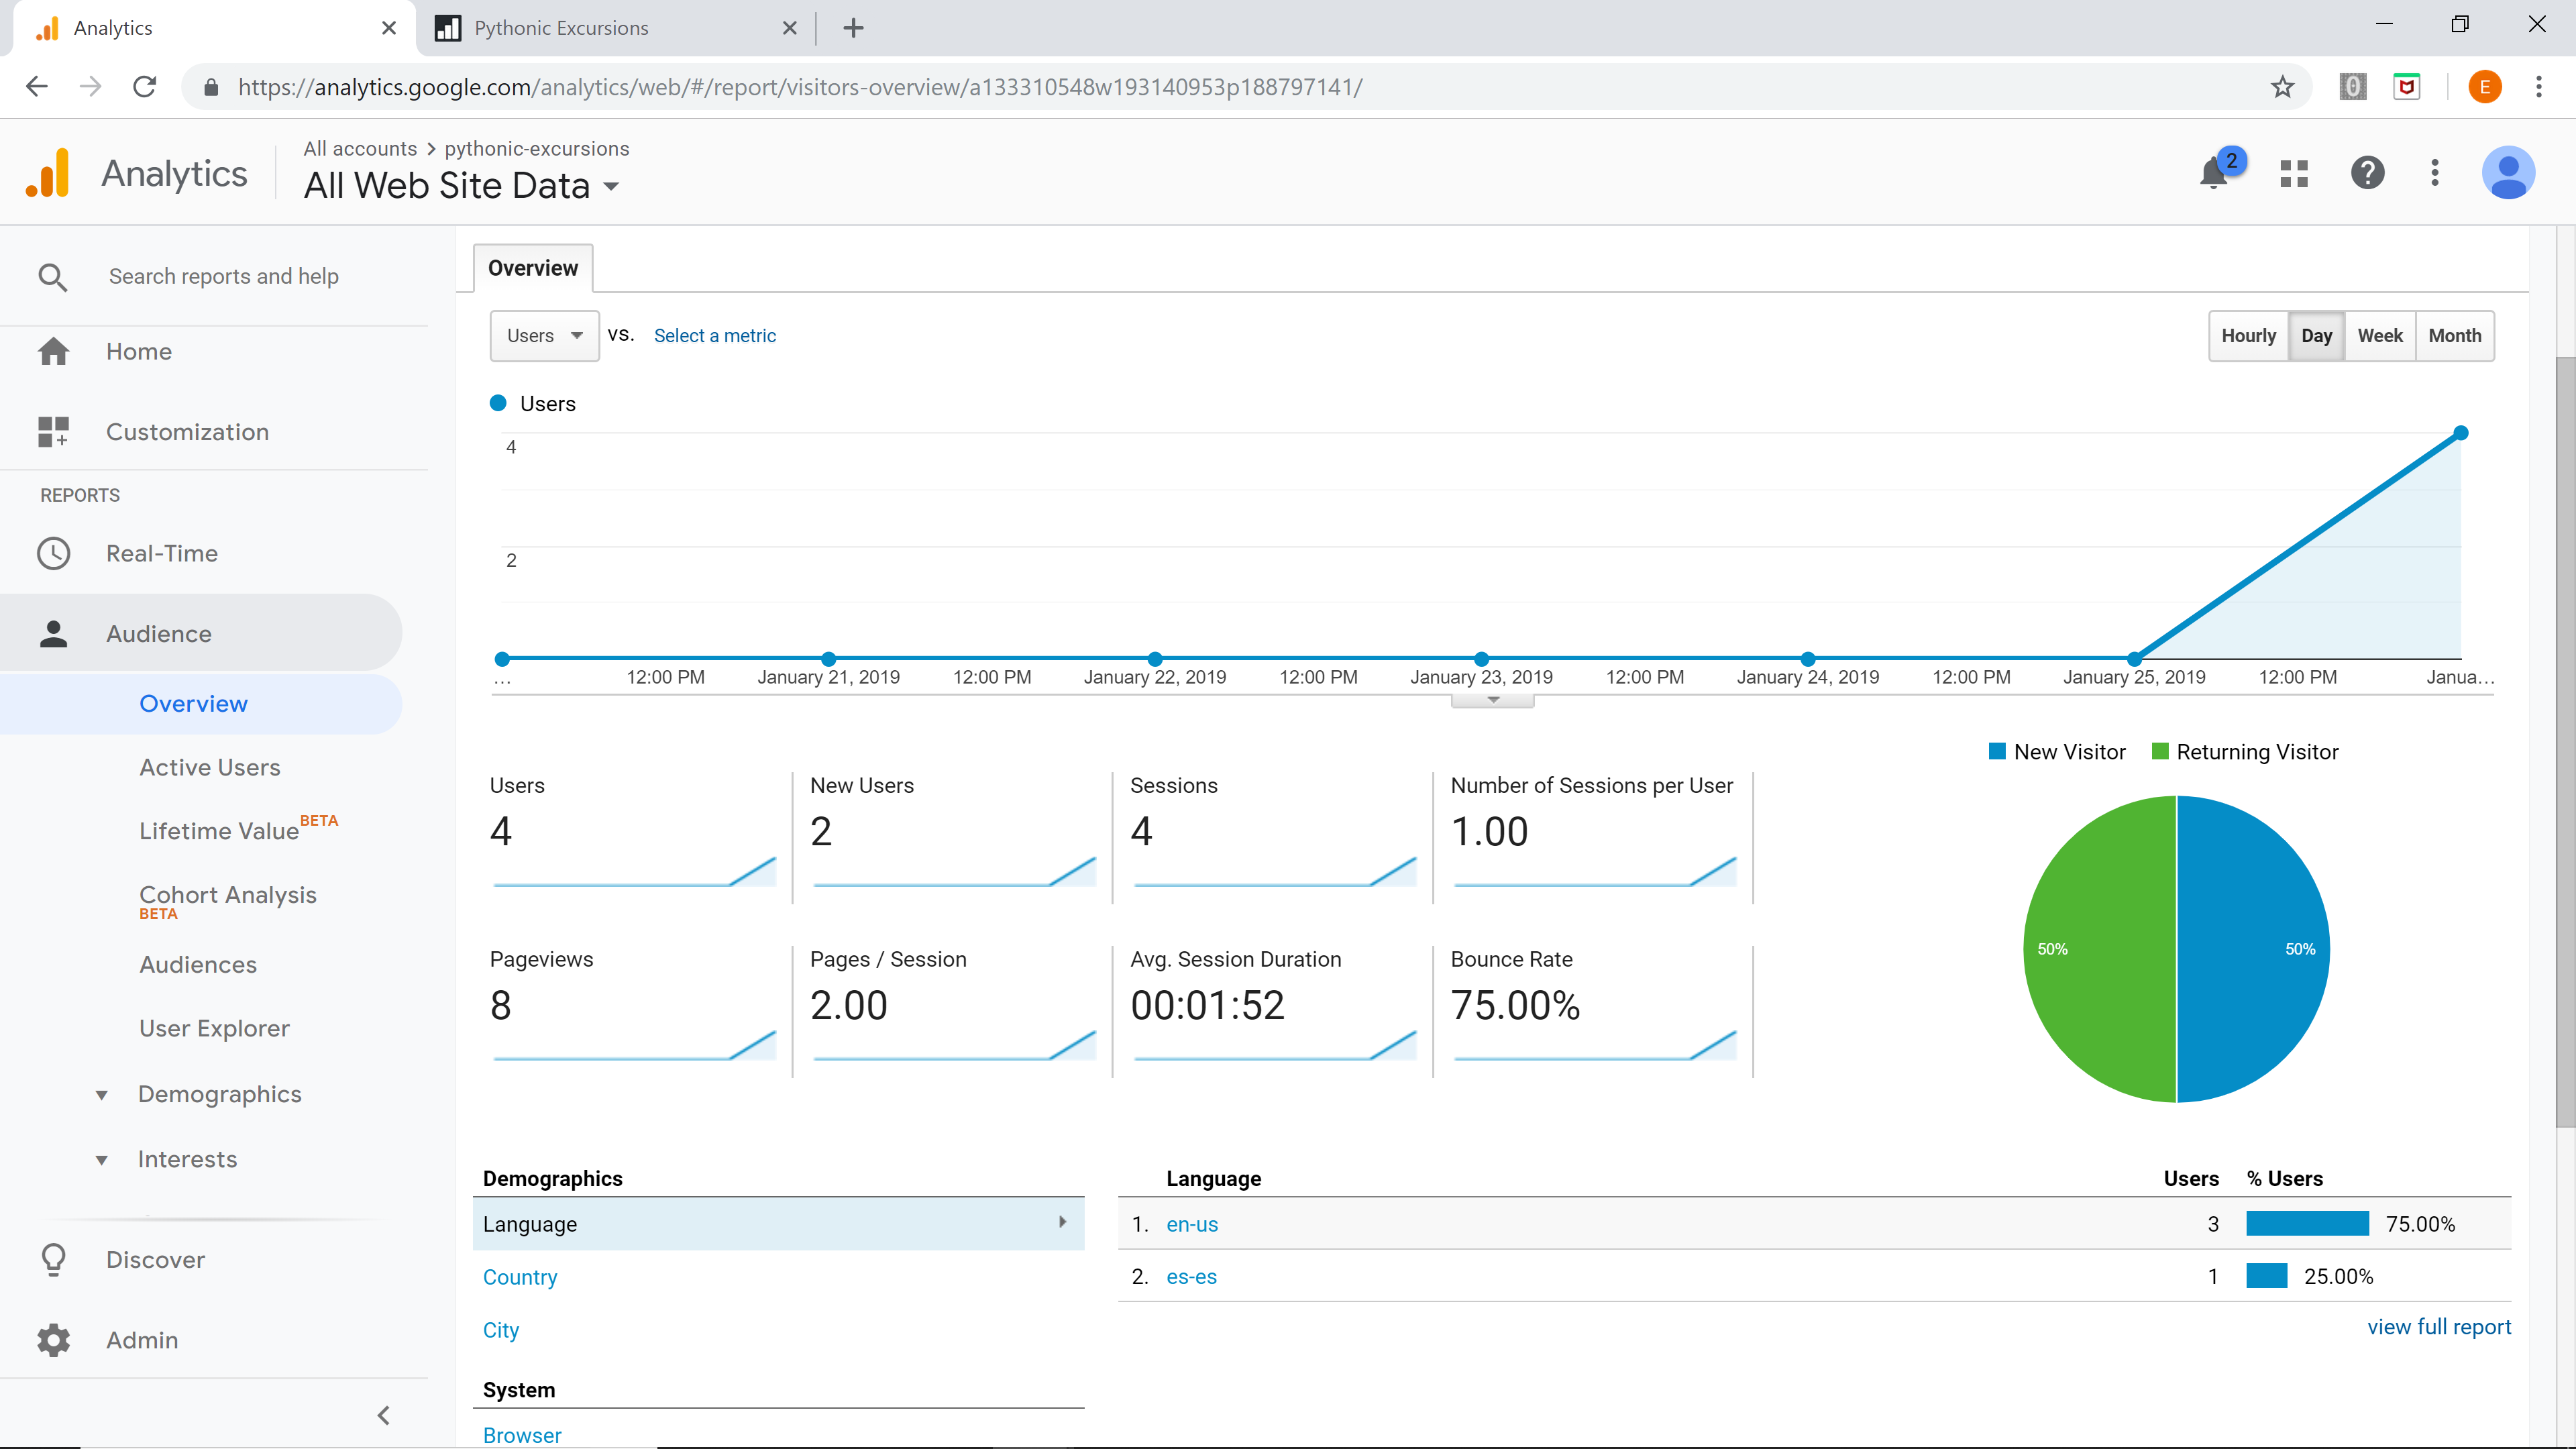 Analytics
Pythonic Excursions
https://analytics.google.com/analytics/web/#/report/visitors-overview/a133310548w193140953p188797141/
E
Analytics
All accounts > pythonic-excursions
All Web Site Data
2
Search reports and help
Home
Customization
REPORTS
Real-Time
Audience
Overview
Active Users
Lifetime Value BETA
Cohort Analysis
BETA
Audiences
User Explorer
Demographics
Interests
Discover
Admin
Overview
Users vs. Select a metric
Hourly Day Week Month
Users
4
2
... 12:00 PM January 21, 2019 12:00 PM January 22, 2019 12:00 PM January 23, 2019 12:00 PM January 24, 2019 12:00 PM January 25, 2019 12:00 PM Janua...
New Visitor Returning Visitor
Users New Users Sessions Number of Sessions per User
4 2 4 1.00
50% 50%
Pageviews Pages / Session Avg. Session Duration Bounce Rate
8 2.00 00:01:52 75.00%
Demographics
Language
Country
City
System
Browser
Language Users % Users
1. en-us 3 75.00%
2. es-es 1 25.00%
view full report